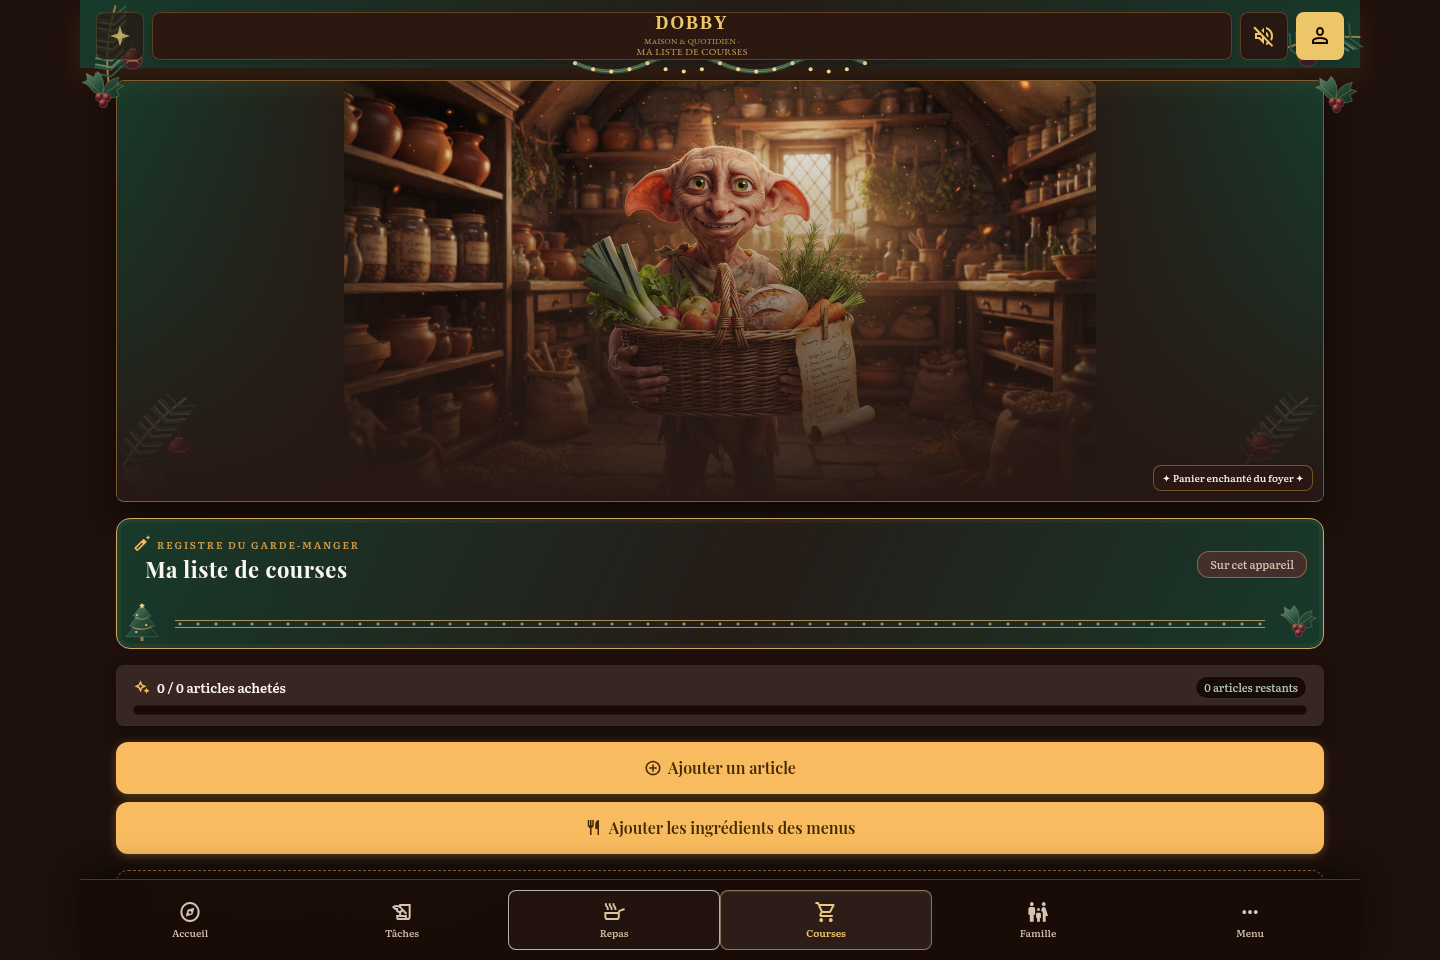 DOBBY
MAISON & QUOTIDIEN ·
MA LISTE DE COURSES
✦ Panier enchanté du foyer ✦
REGISTRE DU GARDE-MANGER
Ma liste de courses
Sur cet appareil
0 / 0 articles achetés
0 articles restants
Ajouter un article
Ajouter les ingrédients des menus
Accueil
Tâches
Repas
Courses
Famille
Menu